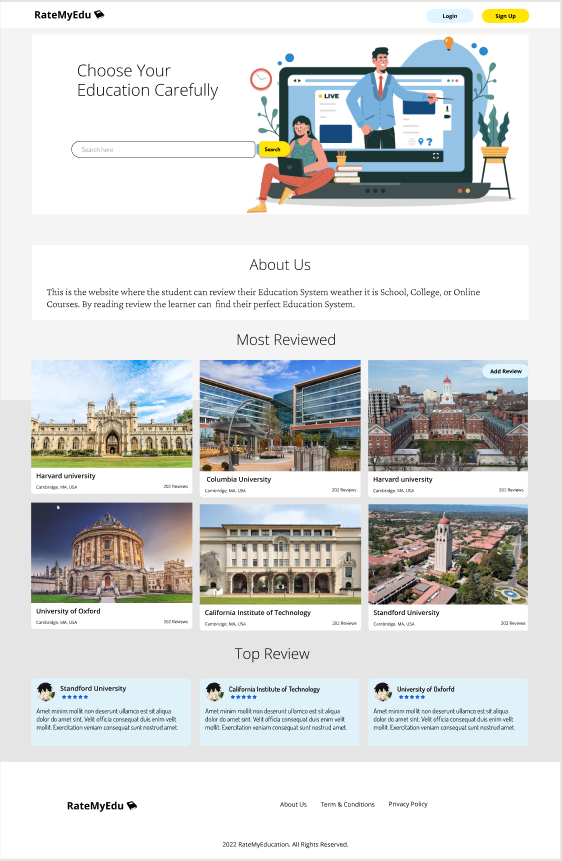 RateMyEdu
Login
Sign Up
Choose Your
Education Carefully
LIVE
Search here
Search
About Us
This is the website where the student can review their Education System weather it is School, College, or Online
Courses. By reading review the learner can find their perfect Education System.
Most Reviewed
Add Review
Harvard university
Cambridge, MA, USA
202 Reviews
Columbia University
Cambridge, MA, USA
202 Reviews
Harvard university
Cambridge, MA, USA
202 Reviews
University of Oxford
Cambridge, MA, USA
202 Reviews
California Institute of Technology
Cambridge, MA, USA
202 Reviews
Standford University
Cambridge, MA, USA
202 Reviews
Top Review
Standford University
Amet minim mollit non deserunt ullamco est sit aliqua
dolor do amet sint. Velit officia consequat duis enim velit
mollit. Exercitation veniam consequat sunt nostrud amet.
California Institute of Technology
Amet minim mollit non deserunt ullamco est sit aliqua
dolor do amet sint. Velit officia consequat duis enim velit
mollit. Exercitation veniam consequat sunt nostrud amet.
University of Oxforfd
Amet minim mollit non deserunt ullamco est sit aliqua
dolor do amet sint. Velit officia consequat duis enim velit
mollit. Exercitation veniam consequat sunt nostrud amet.
RateMyEdu
About Us
Term & Conditions
Privacy Policy
2022 RateMyEducation, All Rights Reserved.